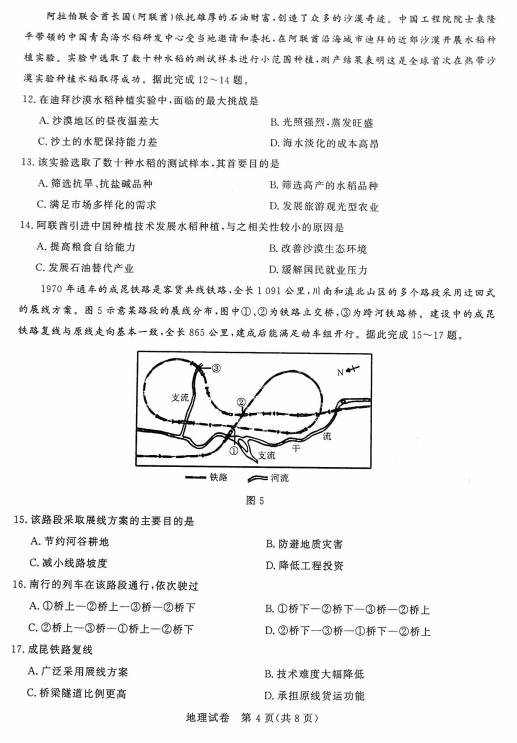 阿拉伯联合酋长国(阿联酋)依托雄厚的石油财富,创造了众多的沙漠奇迹。中国工程院院士袁隆
平带领的中国青岛海水稻研发中心受当地邀请和委托,在阿联酋沿海城市迪拜的近郊沙漠开展水稻种
植实验。实验中选取了数十种水稻的测试样本进行小范围种植,测产结果表明这是全球首次在热带沙
漠实验种植水稻取得成功。据此完成12～14题。
12.在迪拜沙漠水稻种植实验中,面临的最大挑战是
A.沙漠地区的昼夜温差大 B.光照强烈,蒸发旺盛
C.沙土的水肥保持能力差 D.海水淡化的成本高昂
13.该实验选取了数十种水稻的测试样本,其首要目的是
A.筛选抗旱、抗盐碱品种 B.筛选高产的水稻品种
C.满足市场多样化的需求 D.发展旅游观光型农业
14.阿联酋引进中国种植技术发展水稻种植,与之相关性较小的原因是
A.提高粮食自给能力 B.改善沙漠生态环境
C.发展石油替代产业 D.缓解国民就业压力
1970年通车的成昆铁路是客货共线铁路,全长1091公里,川南和滇北山区的多个路段采用迂回式
的展线方案。图5示意某路段的展线分布,图中①、②为铁路立交桥,③为跨河铁路桥。建设中的成昆
铁路复线与原线走向基本一致,全长865公里,建成后能满足动车组开行。据此完成15～17题。
③
N
支流
②
①
支流
干
流
铁路 河流
图5
15.该路段采取展线方案的主要目的是
A.节约河谷耕地 B.防避地质灾害
C.减小线路坡度 D.降低工程投资
16.南行的列车在该路段通行,依次驶过
A.①桥上—②桥上—③桥—②桥下 B.①桥下—②桥下—③桥—②桥上
C.②桥上—③桥—①桥上—②桥下 D.②桥下—③桥—①桥下—②桥上
17.成昆铁路复线
A.广泛采用展线方案 B.技术难度大幅降低
C.桥梁隧道比例更高 D.承担原线货运功能
地理试卷 第4页(共8页)